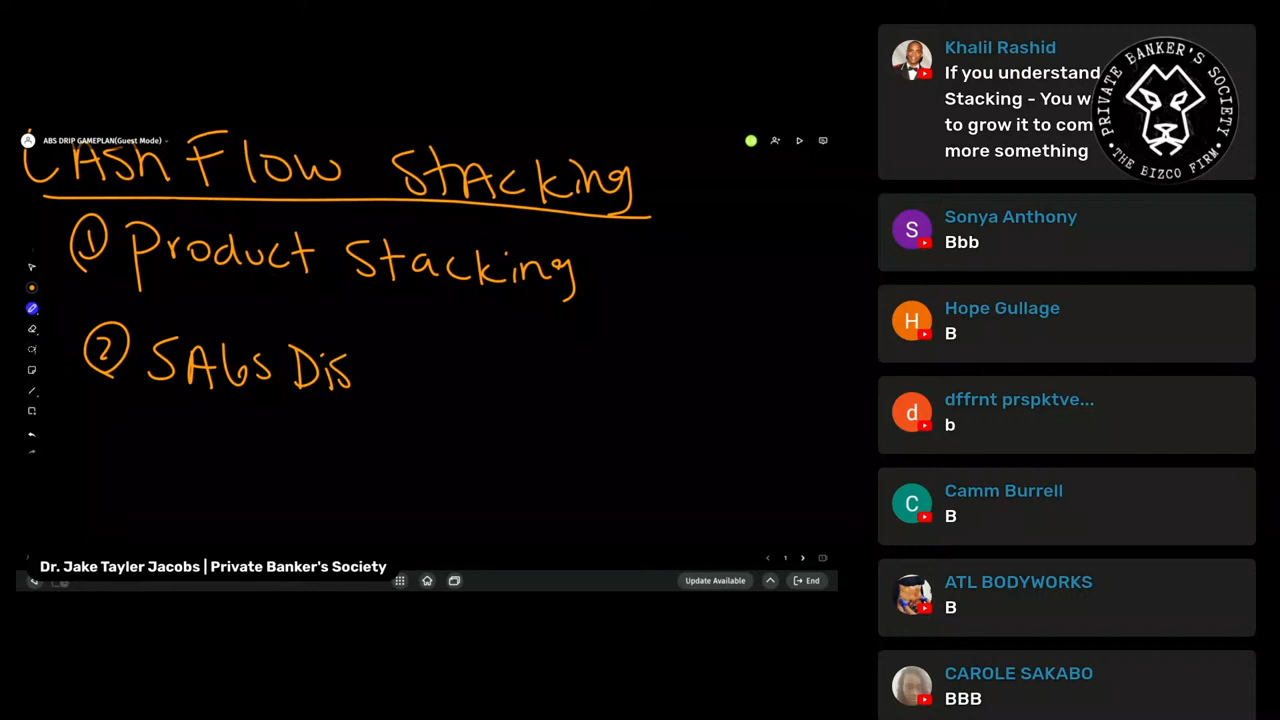 ABS DRIP GAMEPLAN(Guest Mode)
Cash Flow Stacking
① Product Stacking
② SAles Dis
Dr. Jake Tayler Jacobs | Private Banker's Society
1
Update Available
End
Khalil Rashid
If you understand
Stacking - You w
to grow it to com
more something
PRIVATE BANKER'S SOCIETY
• THE BIZCO FIRM •
S
Sonya Anthony
Bbb
H
Hope Gullage
B
d
dffrnt prspktve...
b
C
Camm Burrell
B
ATL BODYWORKS
B
CAROLE SAKABO
BBB